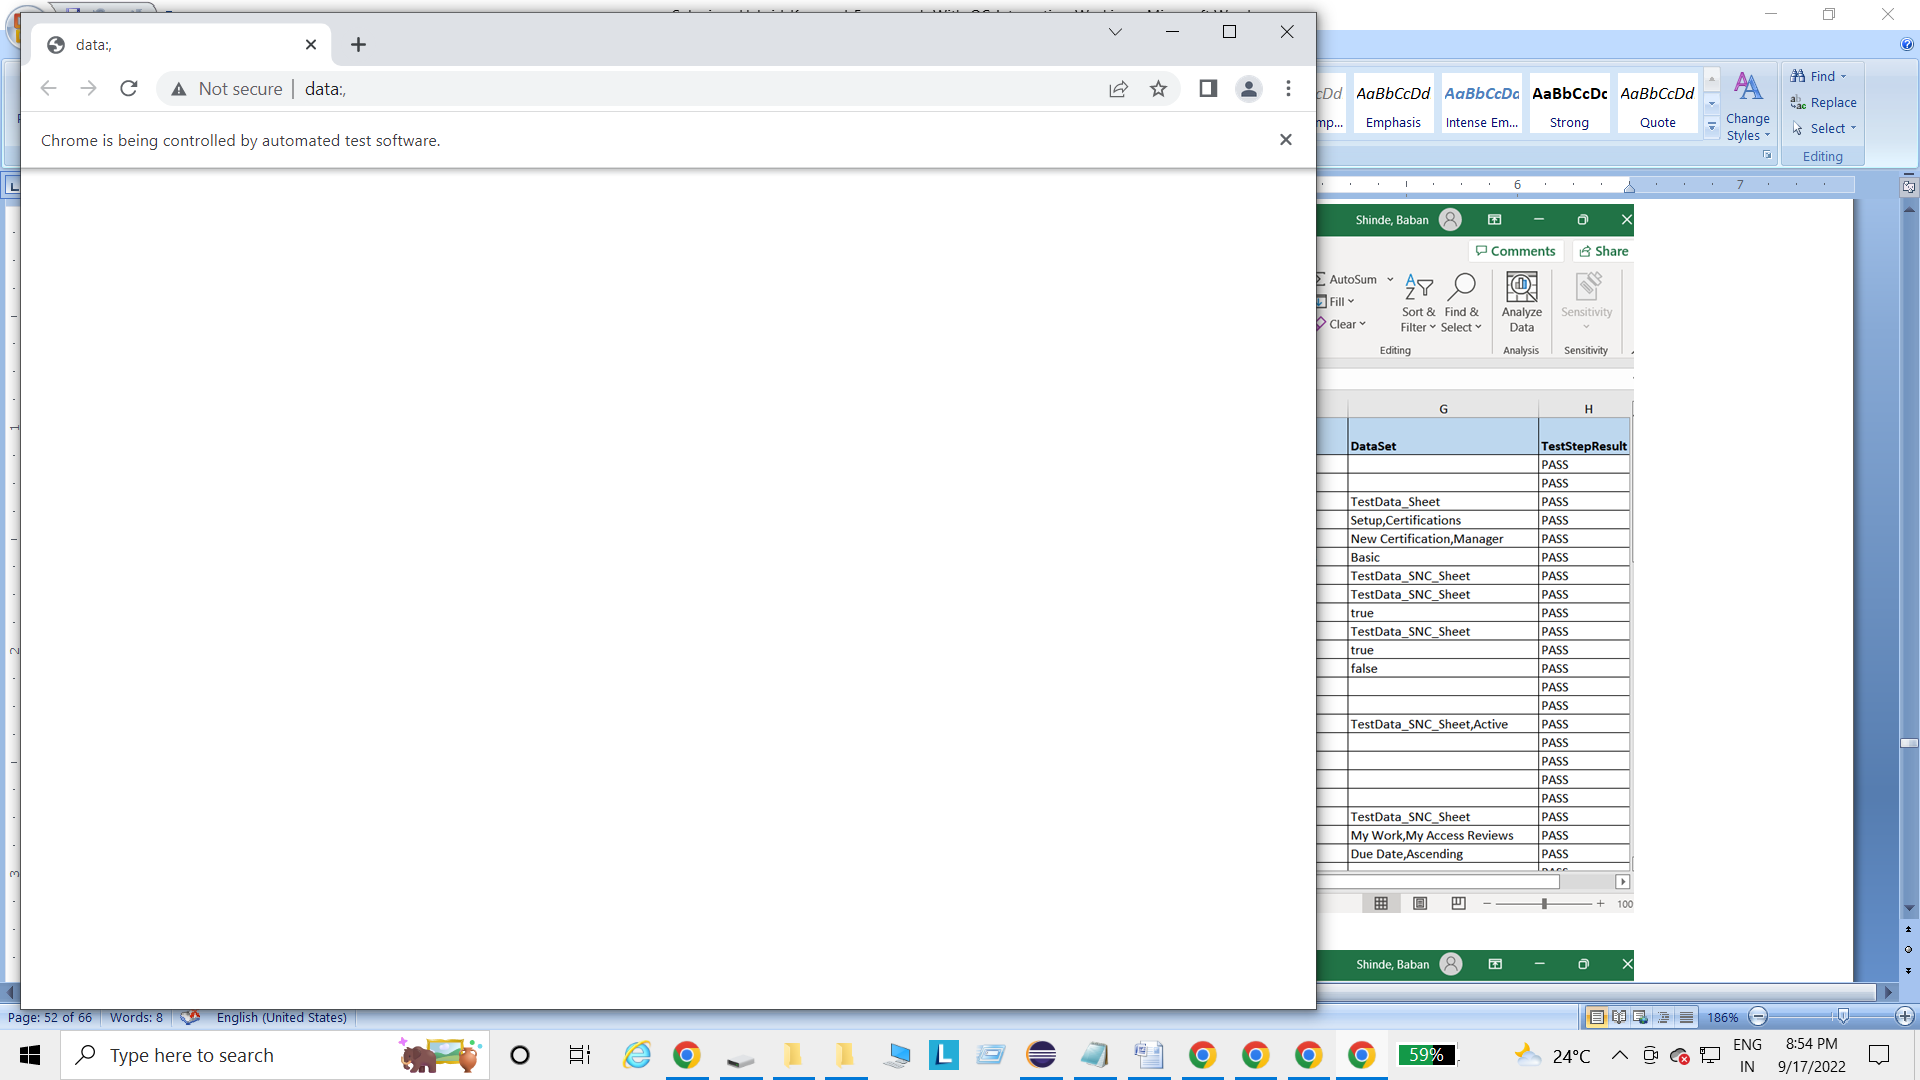 data:,
Not secure
data:,
Chrome is being controlled by automated test software.
AaBbCcDd
AaBbCcDd
AaBbCcDc
AaBbCcDd
Emphasis
Intense Em...
Strong
Quote
Change
Styles
Find
Replace
Select
Editing
6
7
1
2
3
Shinde, Baban
Comments
Share
AutoSum
Fill
Clear
Sort &
Filter
Find &
Select
Analyze
Data
Sensitivity
Editing
Analysis
Sensitivity
G
H
DataSet
TestStepResult
PASS
PASS
TestData_Sheet PASS
Setup,Certifications PASS
New Certification,Manager PASS
Basic PASS
TestData_SNC_Sheet PASS
TestData_SNC_Sheet PASS
true PASS
TestData_SNC_Sheet PASS
true PASS
false PASS
PASS
PASS
TestData_SNC_Sheet,Active PASS
PASS
PASS
PASS
PASS
TestData_SNC_Sheet PASS
My Work,My Access Reviews PASS
Due Date,Ascending PASS
100
Shinde, Baban
Page: 52 of 66
Words: 8
English (United States)
186%
Type here to search
L
59%
24°C
ENG
IN
8:54 PM
9/17/2022